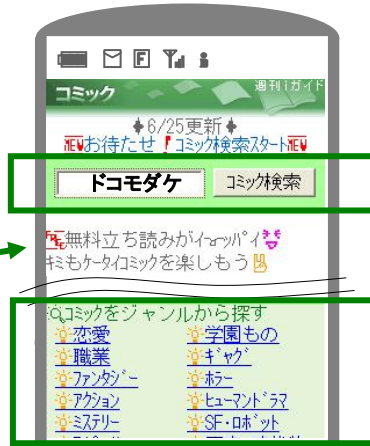 コミック
週刊iガイド
◆6/25更新◆
NEWお待たせ!コミック検索スタートNEW
ドコモダケ コミック検索
FREE無料立ち読みがイッパイ
キミもケータイコミックを楽しもう
コミックをジャンルから探す
恋愛 学園もの
職業 ギャグ
ファンタジー ホラー
アクション ヒューマンドラマ
ミステリー SF・ロボット